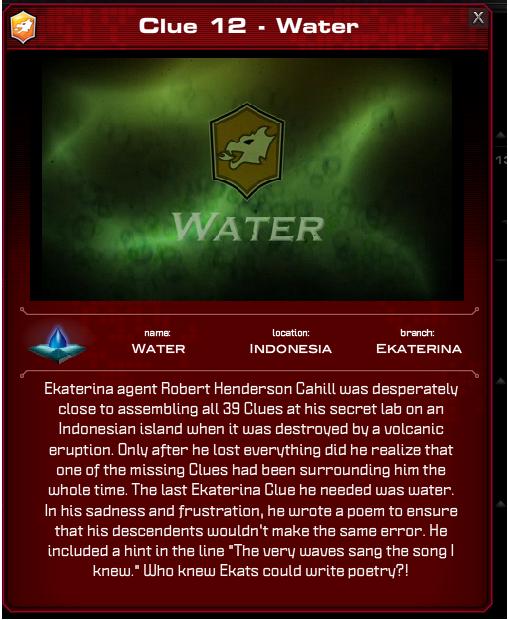 Clue 12 - Water
X
WATER
name:
WATER
location:
INDONESIA
branch:
EKATERINA
Ekaterina agent Robert Henderson Cahill was desperately
close to assembling all 39 Clues at his secret lab on an
Indonesian island when it was destroyed by a volcanic
eruption. Only after he lost everything did he realize that
one of the missing Clues had been surrounding him the
whole time. The last Ekaterina Clue he needed was water.
In his sadness and frustration, he wrote a poem to ensure
that his descendents wouldn't make the same error. He
included a hint in the line "The very waves sang the song I
knew." Who knew Ekats could write poetry?!